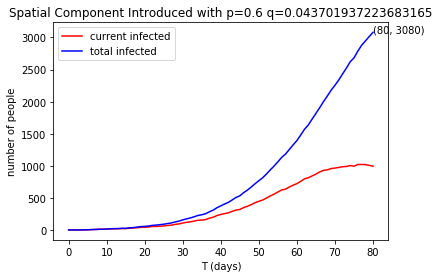 Spatial Component Introduced with p=0.6 q=0.043701937223683165
(80, 3080)
current infected
total infected
number of people
3000
2500
2000
1500
1000
500
0
0 10 20 30 40 50 60 70 80
T (days)